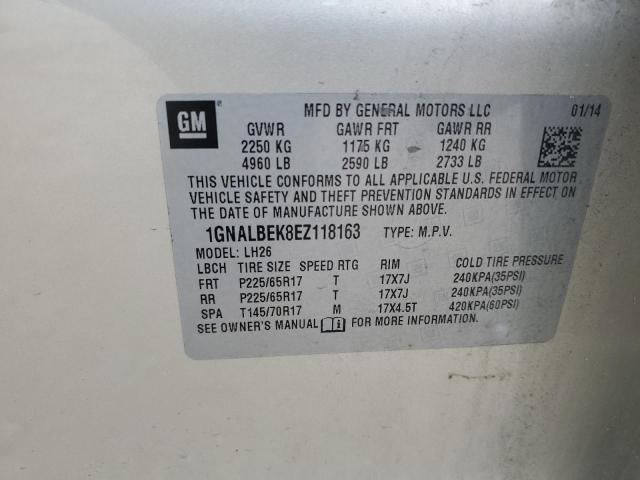 GM MFD BY GENERAL MOTORS LLC 01/14
GVWR GAWR FRT GAWR RR
2250 KG 1175 KG 1240 KG
4960 LB 2590 LB 2733 LB
THIS VEHICLE CONFORMS TO ALL APPLICABLE U.S. FEDERAL MOTOR
VEHICLE SAFETY AND THEFT PREVENTION STANDARDS IN EFFECT ON
THE DATE OF MANUFACTURE SHOWN ABOVE.
1GNALBEK8EZ118163 TYPE: M.P.V.
MODEL: LH26
LBCH TIRE SIZE SPEED RTG RIM COLD TIRE PRESSURE
FRT P225/65R17 T 17X7J 240KPA(35PSI)
RR P225/65R17 T 17X7J 240KPA(35PSI)
SPA T145/70R17 M 17X4.5T 420KPA(60PSI)
SEE OWNER'S MANUAL FOR MORE INFORMATION.